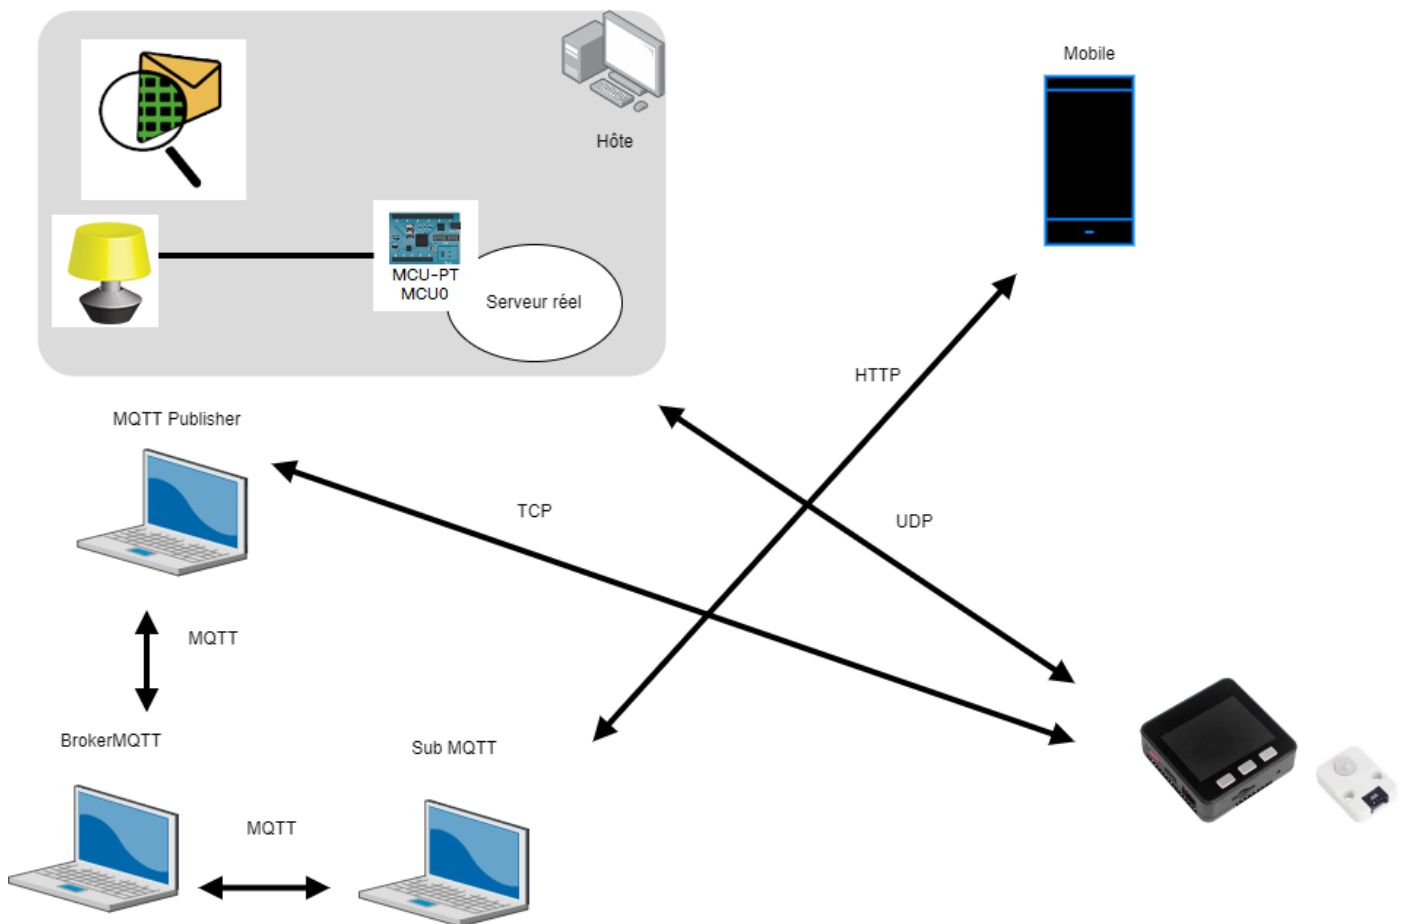 Mobile
Hôte
MCU-PT
MCU0
Serveur réel
HTTP
MQTT Publisher
TCP
UDP
MQTT
BrokerMQTT
Sub MQTT
MQTT